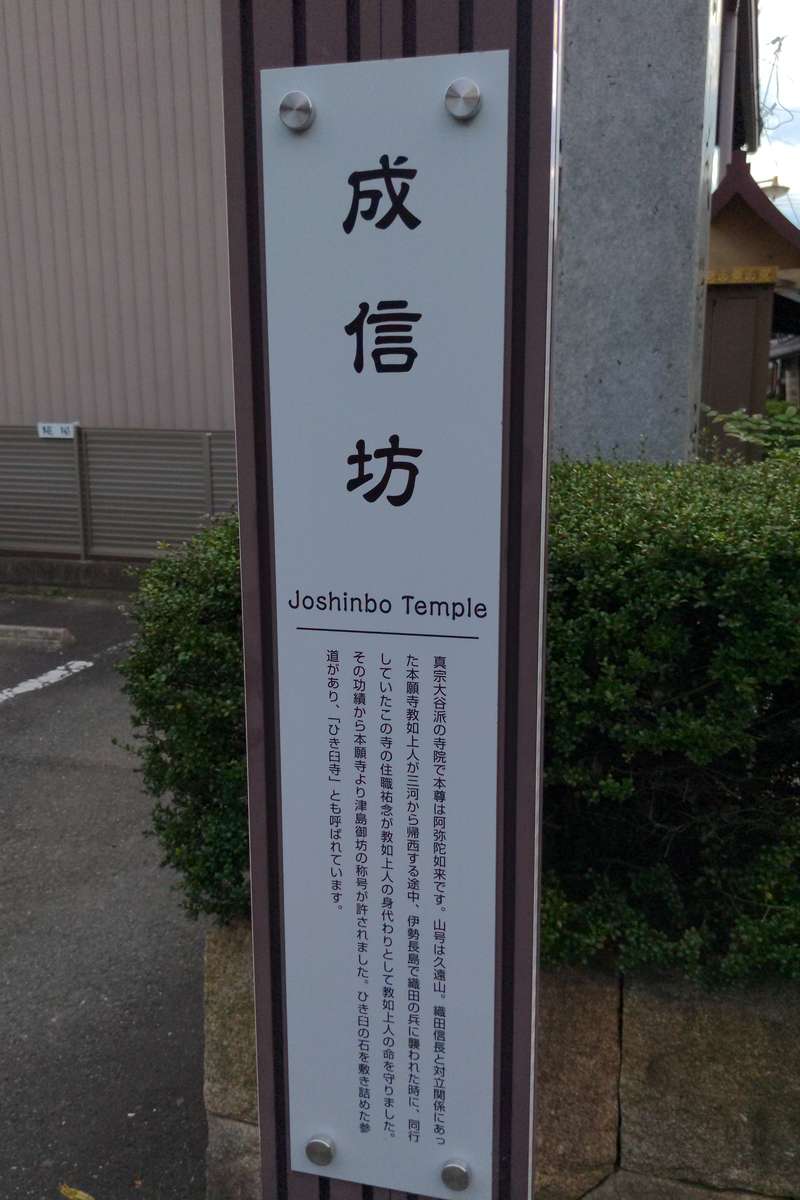 成信坊
Joshinbo Temple
真宗大谷派の寺院で本尊は阿弥陀如来です。山号は久遠山。織田信長と対立関係にあっ
た本願寺教如上人が三河から帰西する途中、伊勢長島で織田の兵に襲われた時に、同行
していたこの寺の住職祐念が教如上人の身代わりとして教如上人の命を守りました。
その功績から本願寺より津島御坊の称号が許されました。ひき臼の石を敷き詰めた参
道があり、「ひき臼寺」とも呼ばれています。